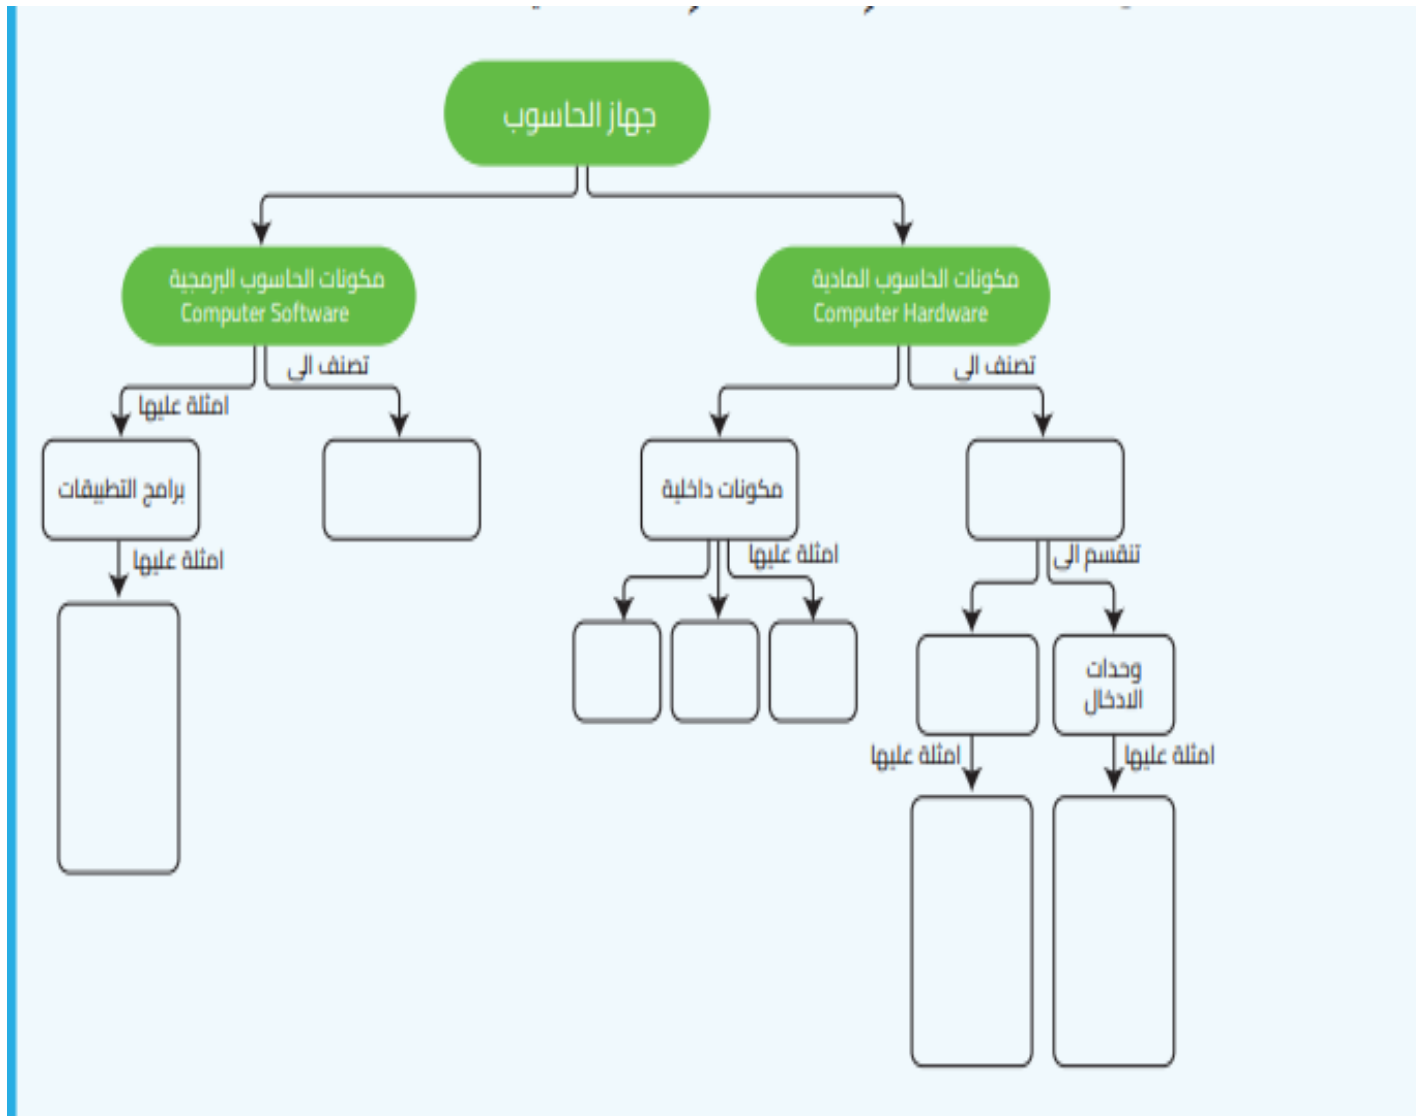 جهاز الحاسوب
مكونات الحاسوب المادية
Computer Hardware
مكونات الحاسوب البرمجية
Computer Software
تصنف الى
تصنف الى
امثلة عليها
مكونات داخلية
برامج التطبيقات
تنقسم الى
امثلة عليها
امثلة عليها
وحدات
الادخال
امثلة عليها
امثلة عليها